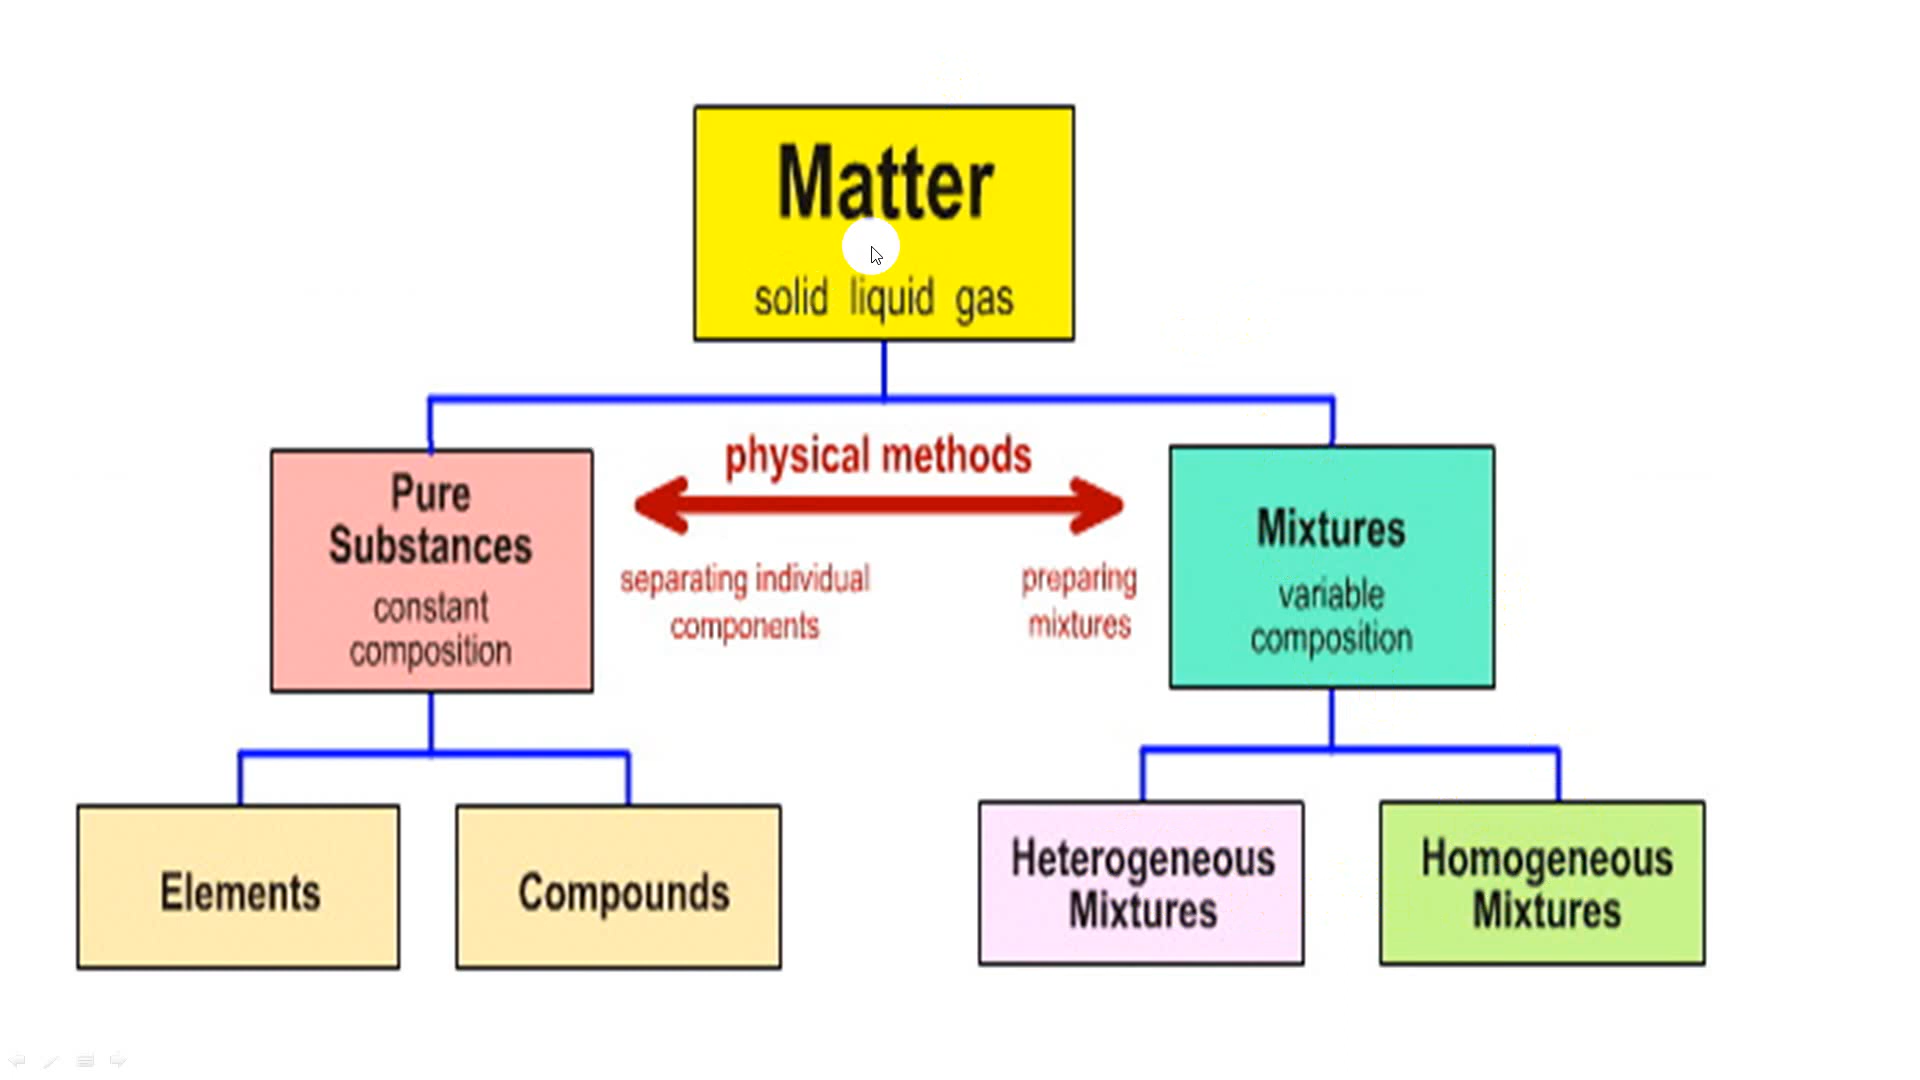 Matter
solid liquid gas
physical methods
Pure
Substances
constant
composition
separating individual
components
preparing
mixtures
Mixtures
variable
composition
Elements
Compounds
Heterogeneous
Mixtures
Homogeneous
Mixtures